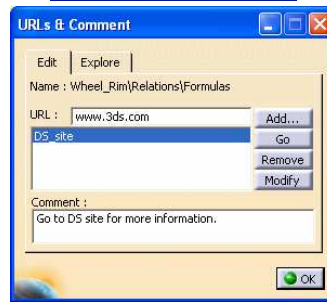 URLs & Comment
Edit Explore
Name : Wheel_Rim\Relations\Formulas
URL : www.3ds.com Add...
DS_site Go
Remove
Modify
Comment :
Go to DS site for more information.
OK